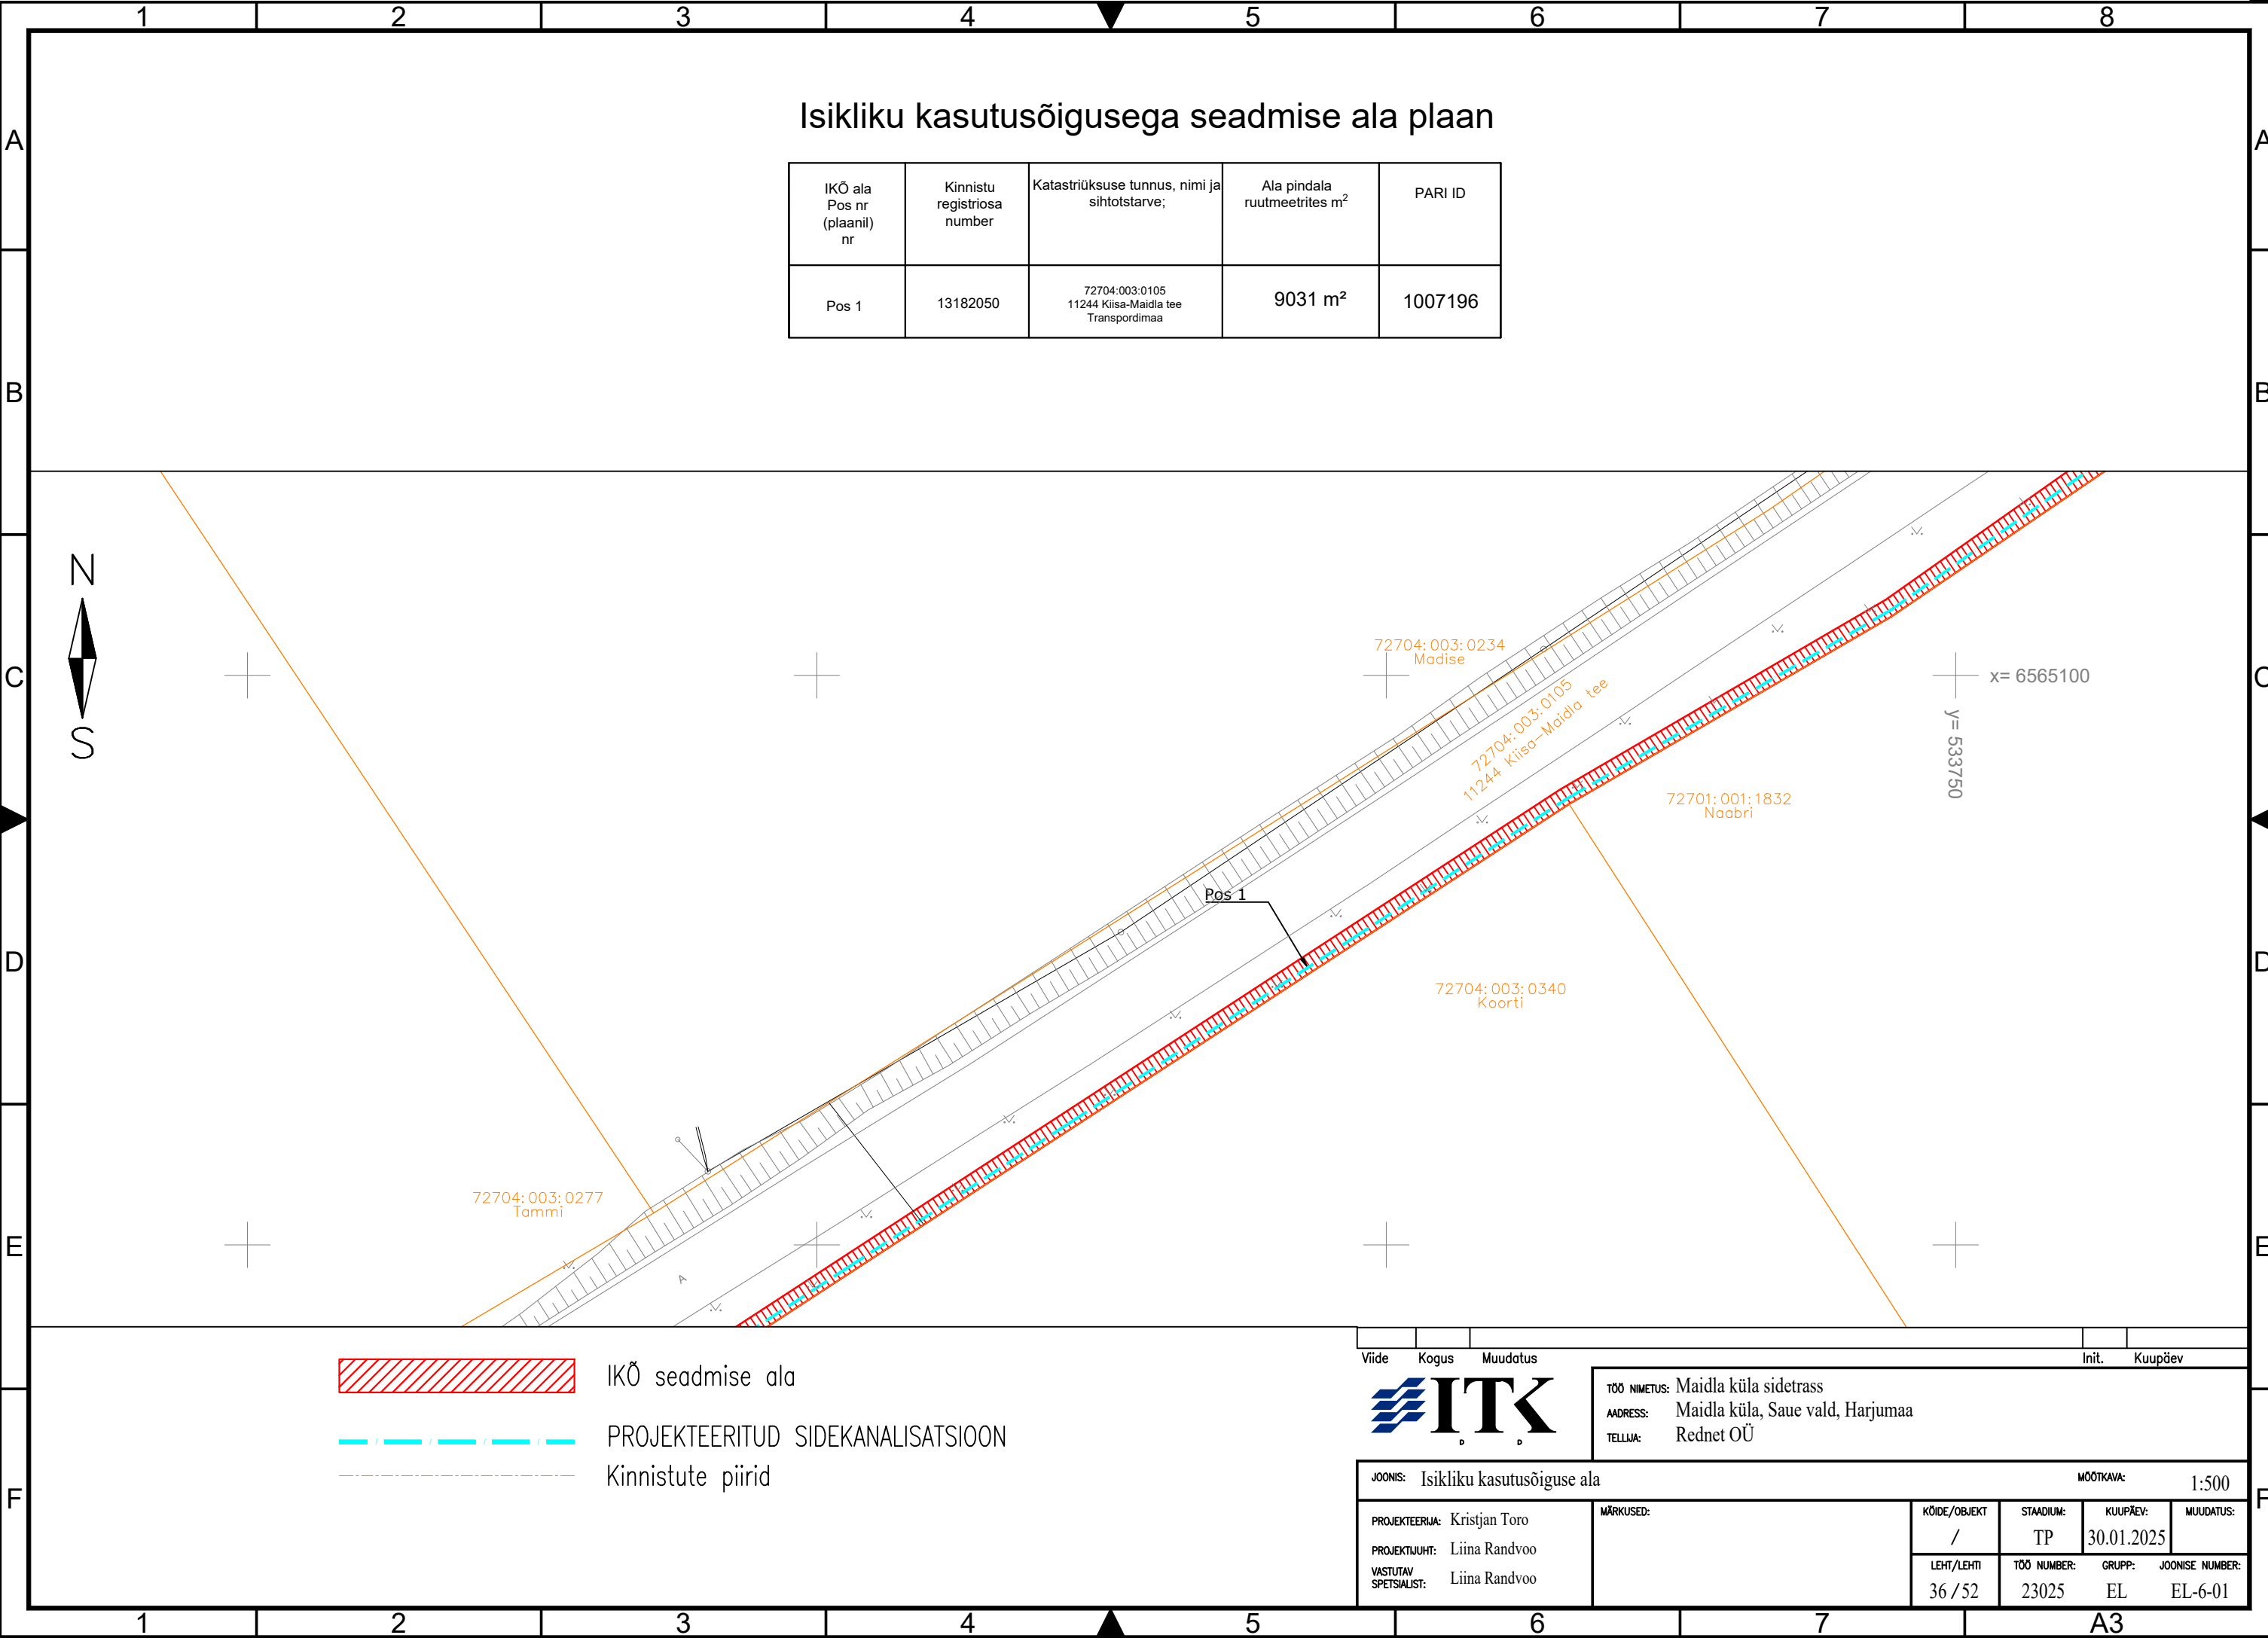 1 2 3 4 5 6 7 8
A A
B B
C C
D D
E E
F F
Isikliku kasutusõigusega seadmise ala plaan
IKÕ ala
Pos nr
(plaanil)
nr
Kinnistu
registriosa
number
Katastriüksuse tunnus, nimi ja
sihtotstarve;
Ala pindala
ruutmeetrites m²
PARI ID
Pos 1
13182050
72704:003:0105
11244 Kiisa-Maidla tee
Transpordimaa
9031 m²
1007196
N
S
72704:003:0234
Madise
72704:003:0105
11244 Kiisa-Maidla tee
x= 6565100
y= 533750
72701:001:1832
Naabri
Pos 1
72704:003:0340
Koorti
72704:003:0277
Tammi
A
IKÕ seadmise ala
PROJEKTEERITUD SIDEKANALISATSIOON
Kinnistute piirid
Viide Kogus Muudatus Init. Kuupäev
ITK
D D
TÖÖ NIMETUS: Maidla küla sidetrass
AADRESS: Maidla küla, Saue vald, Harjumaa
TELLIJA: Rednet OÜ
JOONIS: Isikliku kasutusõiguse ala
MÕÕTKAVA: 1:500
PROJEKTEERIJA: Kristjan Toro
PROJEKTIJUHT: Liina Randvoo
VASTUTAV
SPETSIALIST: Liina Randvoo
MÄRKUSED:
KÖIDE/OBJEKT STAADIUM: KUUPÄEV: MUUDATUS:
/ TP 30.01.2025
LEHT/LEHTI TÖÖ NUMBER: GRUPP: JOONISE NUMBER:
36 / 52 23025 EL EL-6-01
1 2 3 4 5 6 7 A3